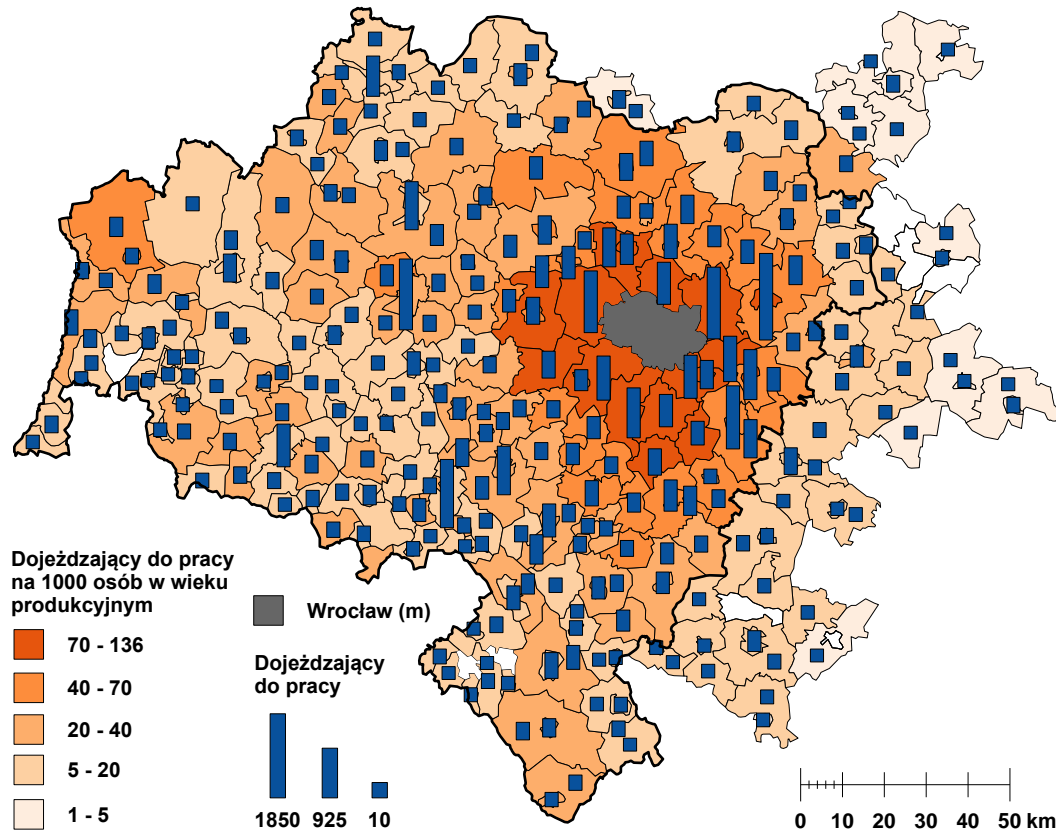 Dojeżdzający do pracy
na 1000 osób w wieku
produkcyjnym
70 - 136
40 - 70
20 - 40
5 - 20
1 - 5
Wrocław (m)
Dojeżdzający
do pracy
1850 925 10
0 10 20 30 40 50 km